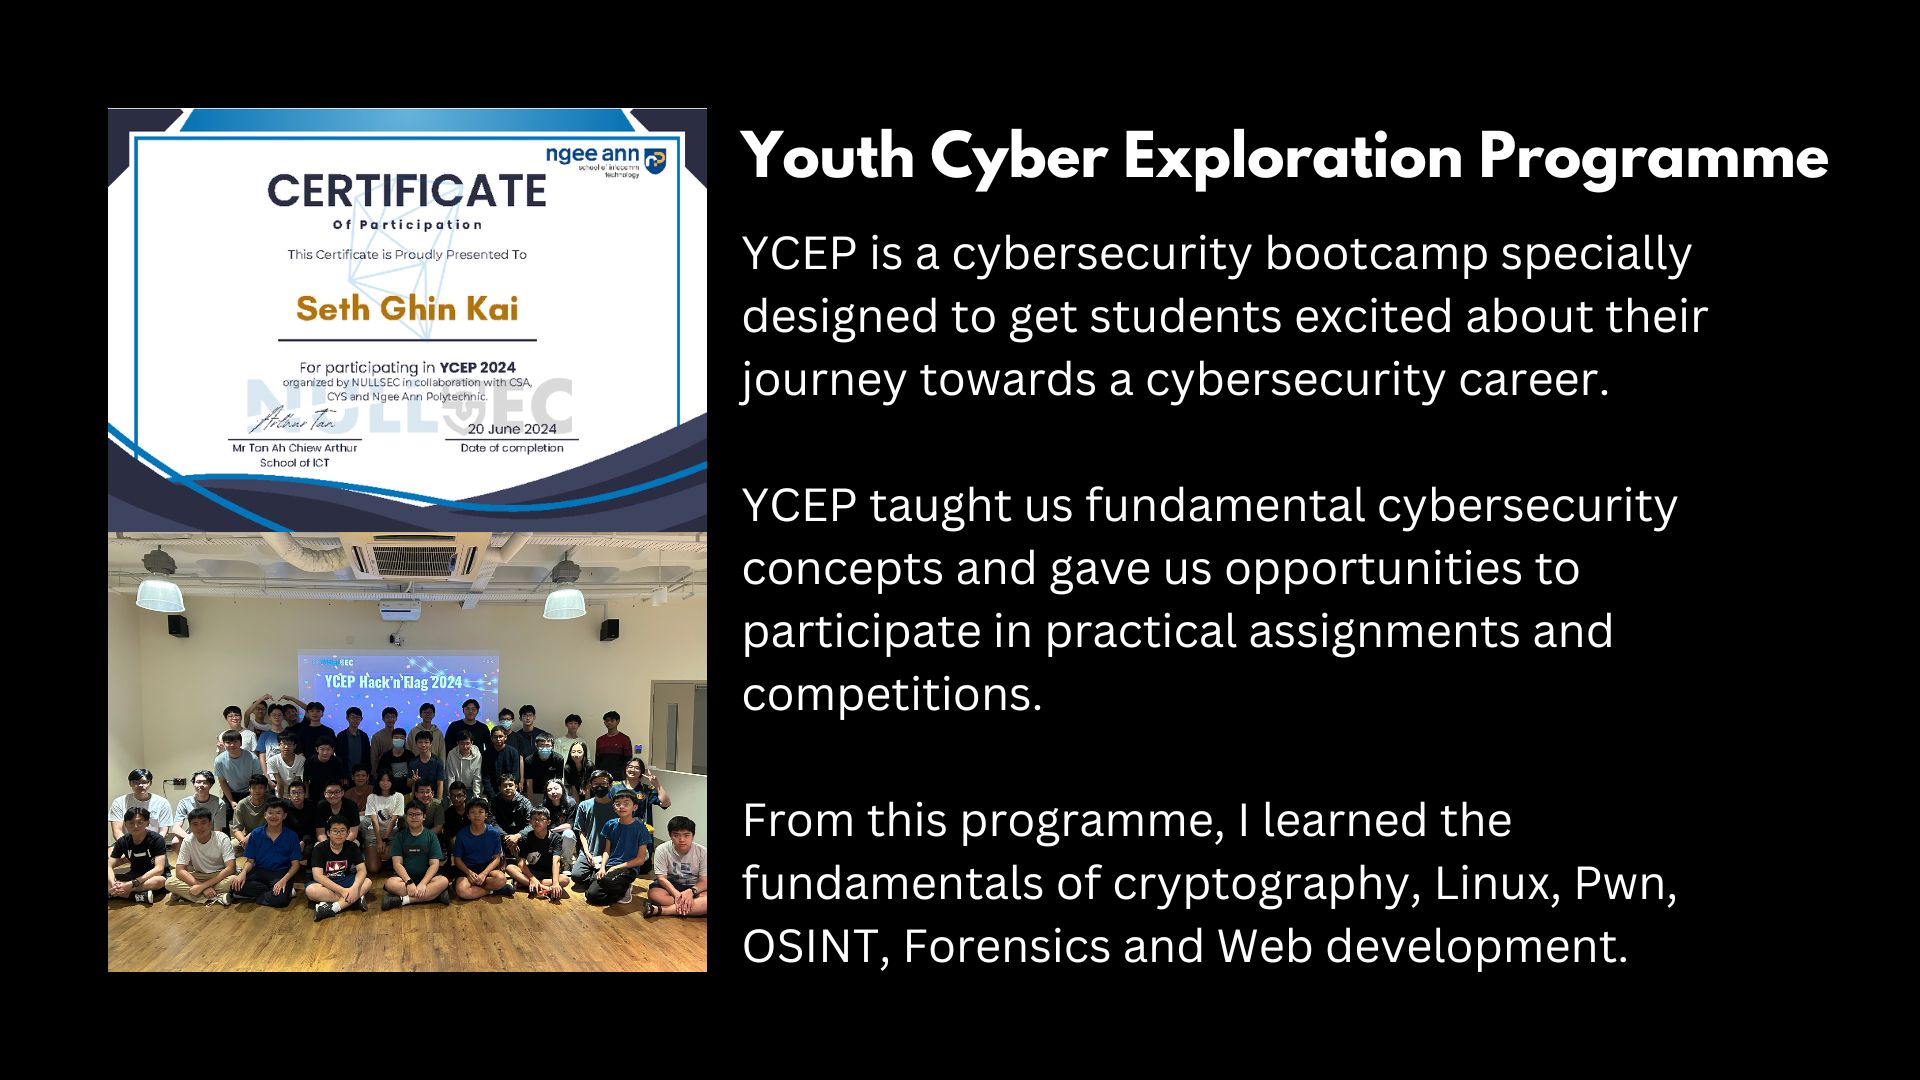 ngee ann
school of infocomm
technology
CERTIFICATE
Of Participation
This Certificate is Proudly Presented To
Seth Ghin Kai
For participating in YCEP 2024
organized by NULLSEC in collaboration with CSA,
CYS and Ngee Ann Polytechnic.
NULLSEC
Arthur Tan
20 June 2024
Mr Tan Ah Chiew Arthur
Date of completion
School of ICT
YCEP Hack'n'Flag 2024
Youth Cyber Exploration Programme
YCEP is a cybersecurity bootcamp specially
designed to get students excited about their
journey towards a cybersecurity career.
YCEP taught us fundamental cybersecurity
concepts and gave us opportunities to
participate in practical assignments and
competitions.
From this programme, I learned the
fundamentals of cryptography, Linux, Pwn,
OSINT, Forensics and Web development.